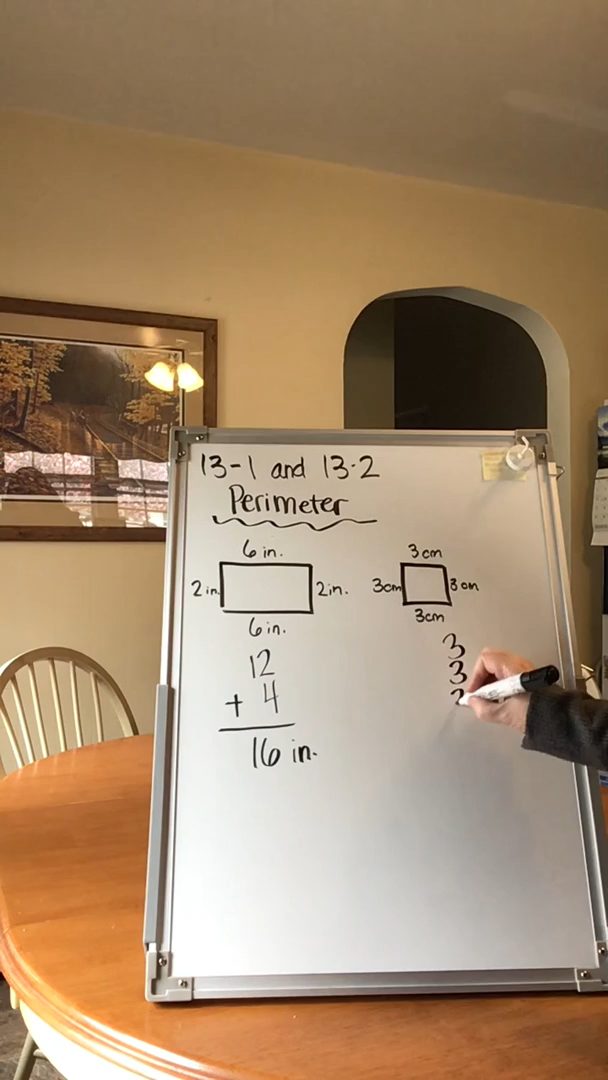 13-1 and 13-2
Perimeter
6 in.
2 in.
2 in.
6 in.
12
+ 4
16 in.
3 cm
3cm
3 cm
3cm
3
3